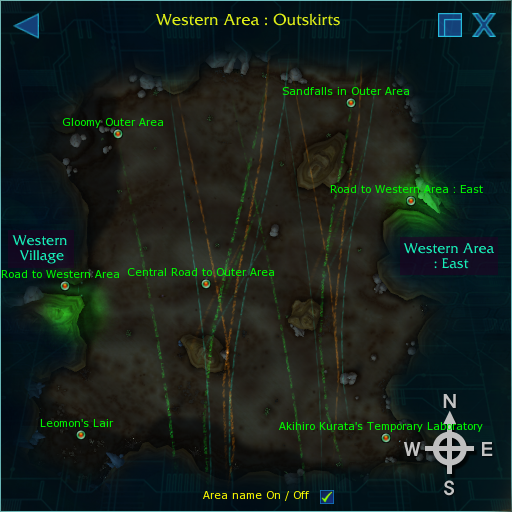 Western Area : Outskirts
Sandfalls in Outer Area
Gloomy Outer Area
Road to Western Area : East
Western
Village
Western Area
: East
Road to Western Area
Central Road to Outer Area
N
Leomon's Lair
Akihiro Kurata's Temporary Laboratory
W
E
S
Area name On / Off